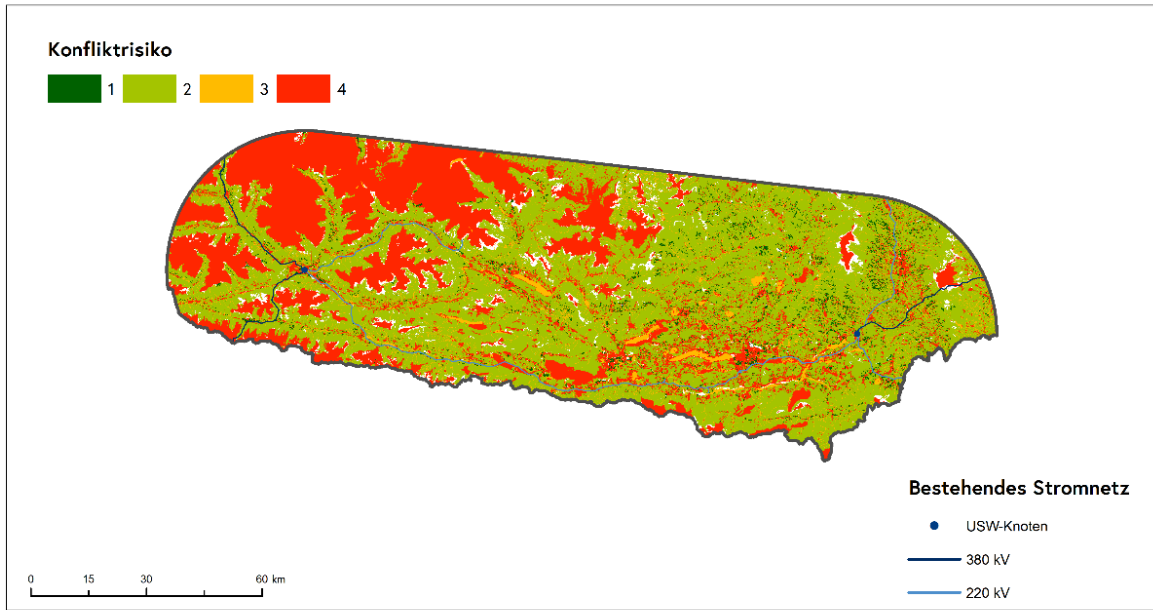 Konfliktrisiko
1 2 3 4
Bestehendes Stromnetz
USW-Knoten
380 kV
220 kV
0 15 30 60 km